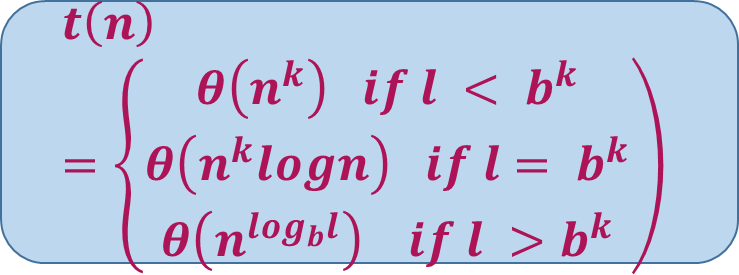 t(n)
= { θ(n^k) if l < b^k
θ(n^k logn) if l = b^k
θ(n^{log_b l}) if l > b^k )